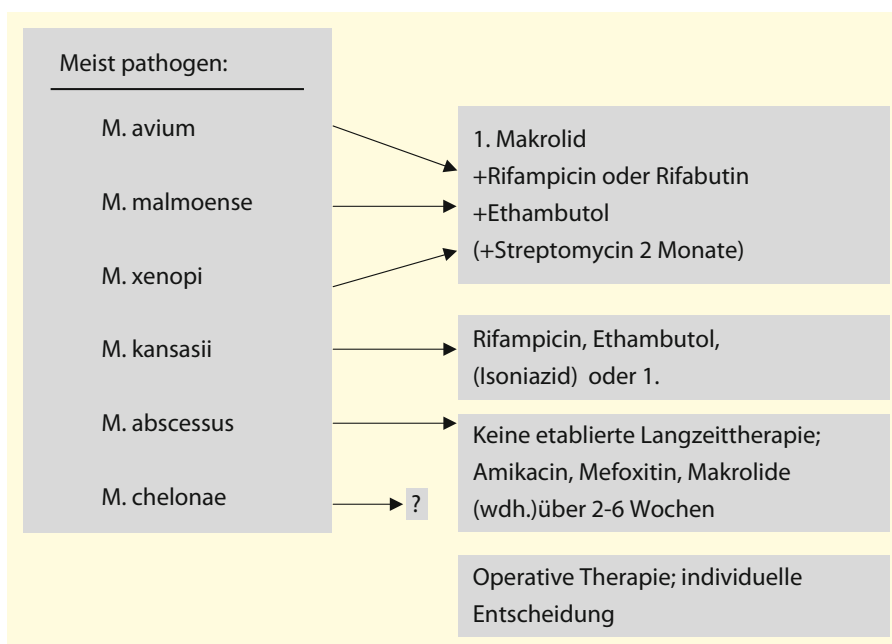 Meist pathogen:
M. avium
M. malmoense
M. xenopi
M. kansasii
M. abscessus
M. chelonae
1. Makrolid
+Rifampicin oder Rifabutin
+Ethambutol
(+Streptomycin 2 Monate)
Rifampicin, Ethambutol,
(Isoniazid) oder 1.
Keine etablierte Langzeittherapie;
Amikacin, Mefoxitin, Makrolide
(wdh.)über 2-6 Wochen
?
Operative Therapie; individuelle
Entscheidung